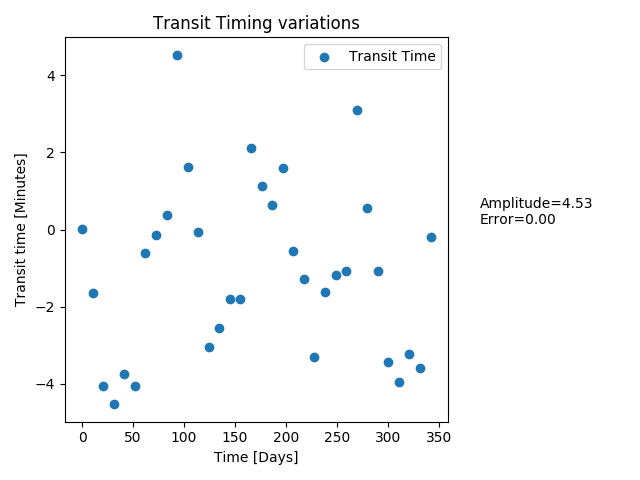 Transit Timing variations
Transit Time
Transit time [Minutes]
4
2
0
−2
−4
0 50 100 150 200 250 300 350
Time [Days]
Amplitude=4.53
Error=0.00